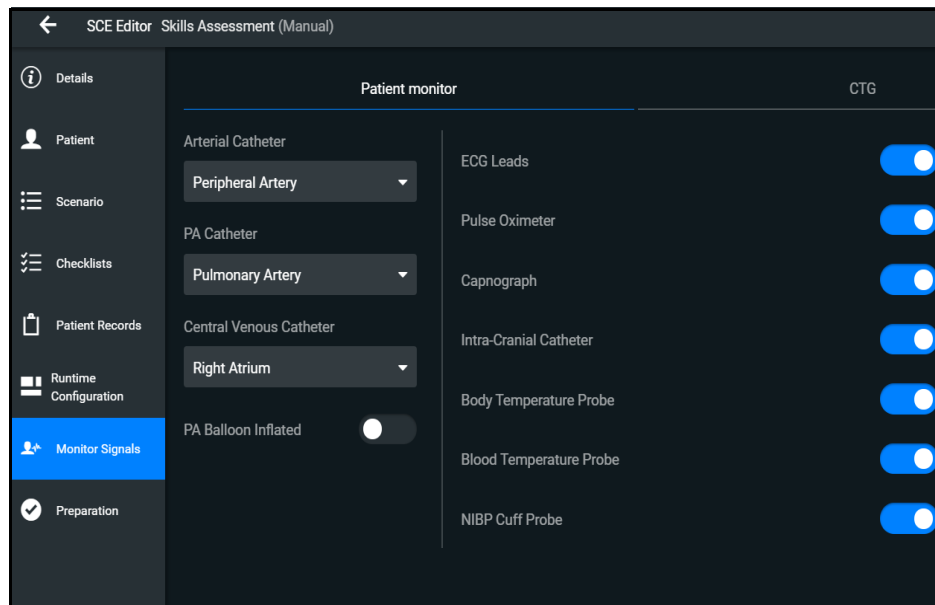 SCE Editor Skills Assessment (Manual)
Details
Patient
Scenario
Checklists
Patient Records
Runtime
Configuration
Monitor Signals
Preparation
Patient monitor
CTG
Arterial Catheter
Peripheral Artery
PA Catheter
Pulmonary Artery
Central Venous Catheter
Right Atrium
PA Balloon Inflated
ECG Leads
Pulse Oximeter
Capnograph
Intra-Cranial Catheter
Body Temperature Probe
Blood Temperature Probe
NIBP Cuff Probe